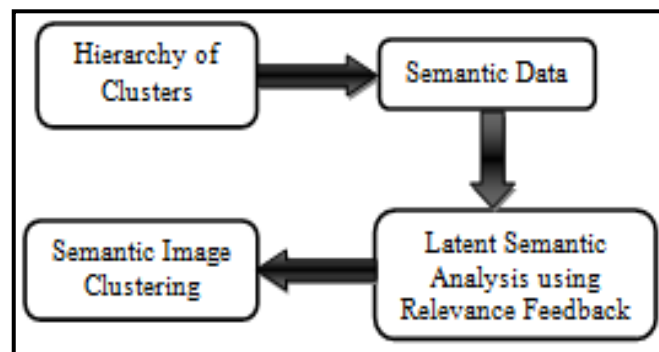 Hierarchy of
Clusters
Semantic Data
Latent Semantic
Analysis using
Relevance Feedback
Semantic Image
Clustering